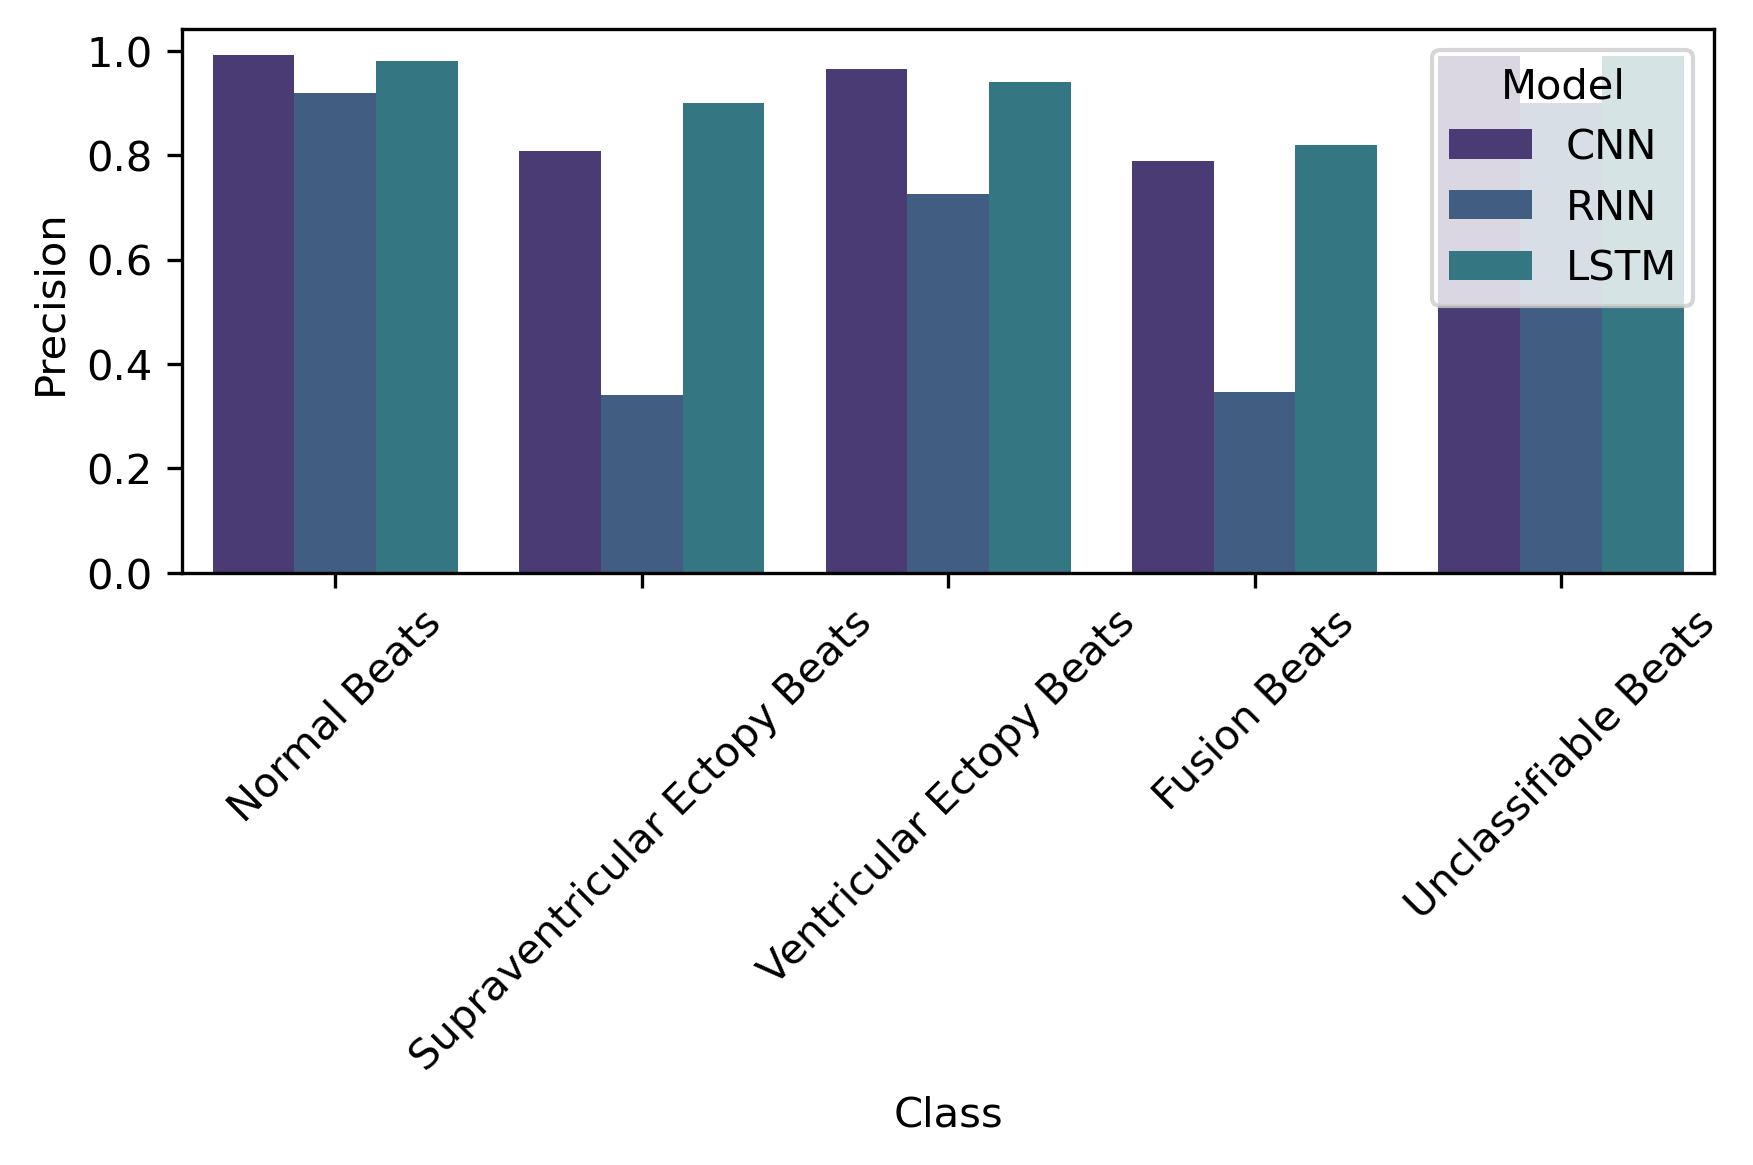 1.0
0.8
0.6
0.4
0.2
0.0
Precision
Model
CNN
RNN
LSTM
Normal Beats
Supraventricular Ectopy Beats
Ventricular Ectopy Beats
Fusion Beats
Unclassifiable Beats
Class